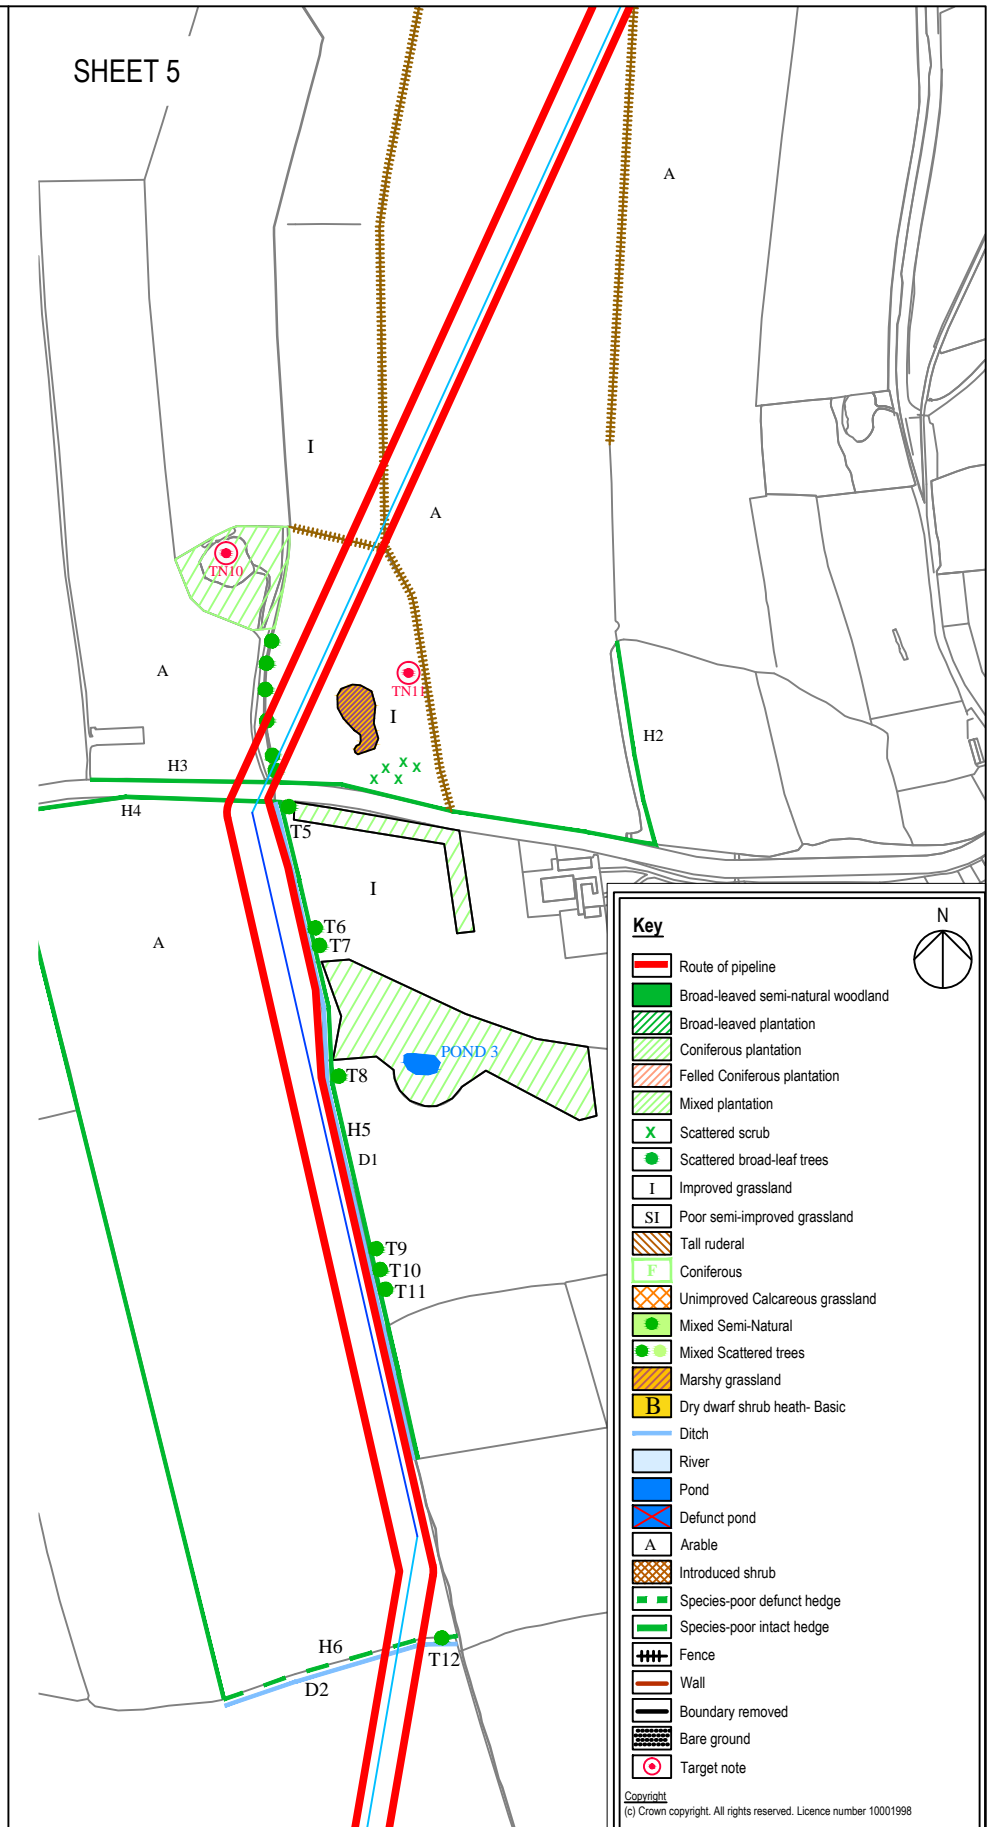 SHEET 5
A
I
A
TN10
A
TN11
I
H2
H3
H4
T5
I
T6
T7
A
POND 3
T8
H5
D1
T9
T10
T11
H6
T12
D2
Key
N
Route of pipeline
Broad-leaved semi-natural woodland
Broad-leaved plantation
Coniferous plantation
Felled Coniferous plantation
Mixed plantation
X Scattered scrub
Scattered broad-leaf trees
I Improved grassland
SI Poor semi-improved grassland
Tall ruderal
F Coniferous
Unimproved Calcareous grassland
Mixed Semi-Natural
Mixed Scattered trees
Marshy grassland
B Dry dwarf shrub heath- Basic
Ditch
River
Pond
Defunct pond
A Arable
Introduced shrub
Species-poor defunct hedge
Species-poor intact hedge
Fence
Wall
Boundary removed
Bare ground
Target note
Copyright
(c) Crown copyright. All rights reserved. Licence number 10001998